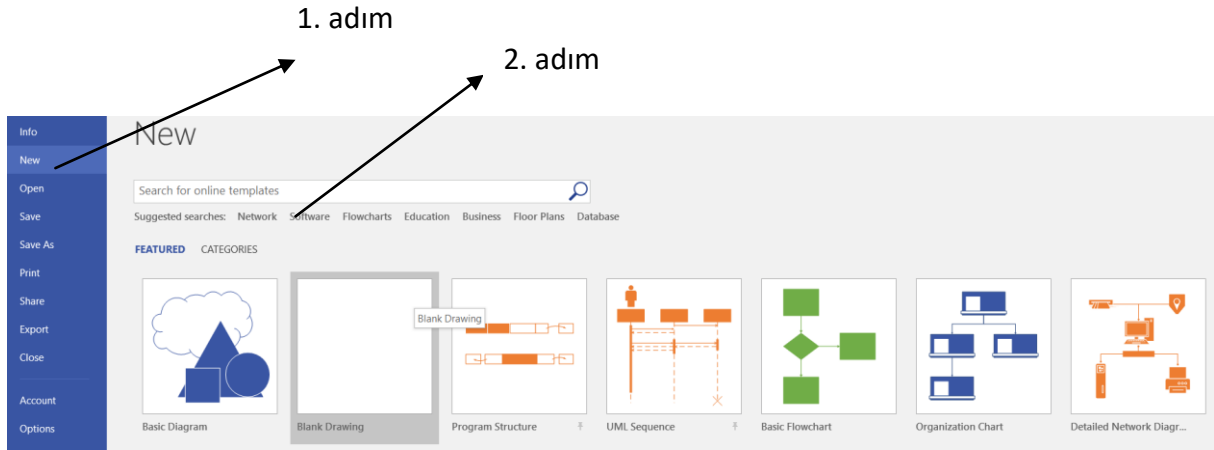 1. adım
2. adım
Info
New
Open
Save
Save As
Print
Share
Export
Close
Account
Options
New
Search for online templates
Suggested searches: Network Software Flowcharts Education Business Floor Plans Database
FEATURED CATEGORIES
Blank Drawing
Basic Diagram Blank Drawing Program Structure UML Sequence Basic Flowchart Organization Chart Detailed Network Diagr...